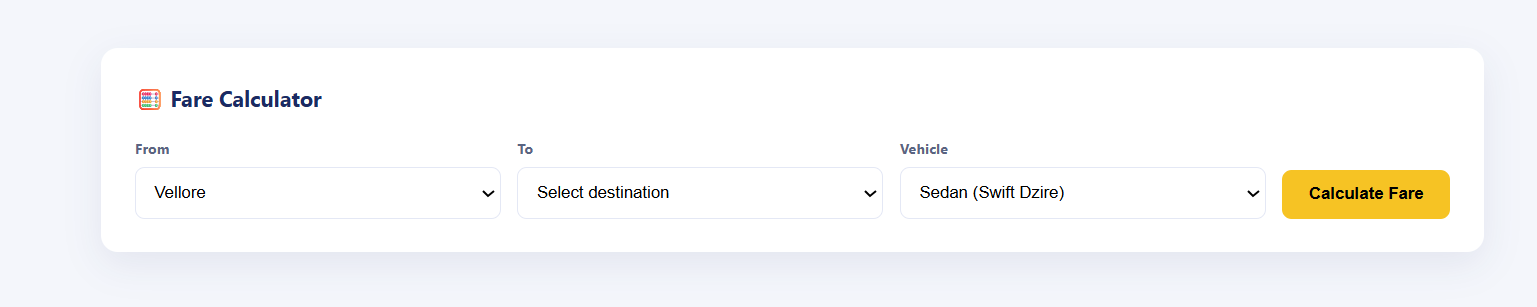 Fare Calculator
From
To
Vehicle
Vellore
Select destination
Sedan (Swift Dzire)
Calculate Fare